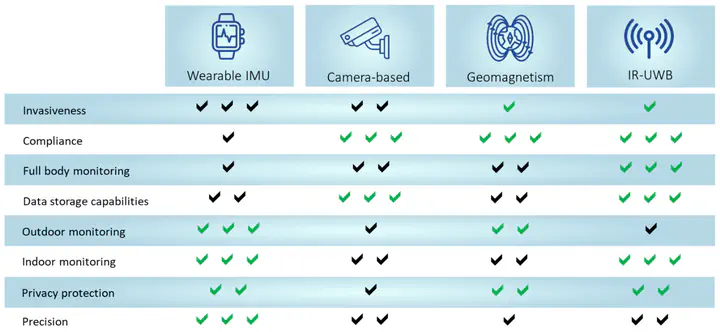 Wearable IMU
Camera-based
Geomagnetism
IR-UWB
Invasiveness
Compliance
Full body monitoring
Data storage capabilities
Outdoor monitoring
Indoor monitoring
Privacy protection
Precision